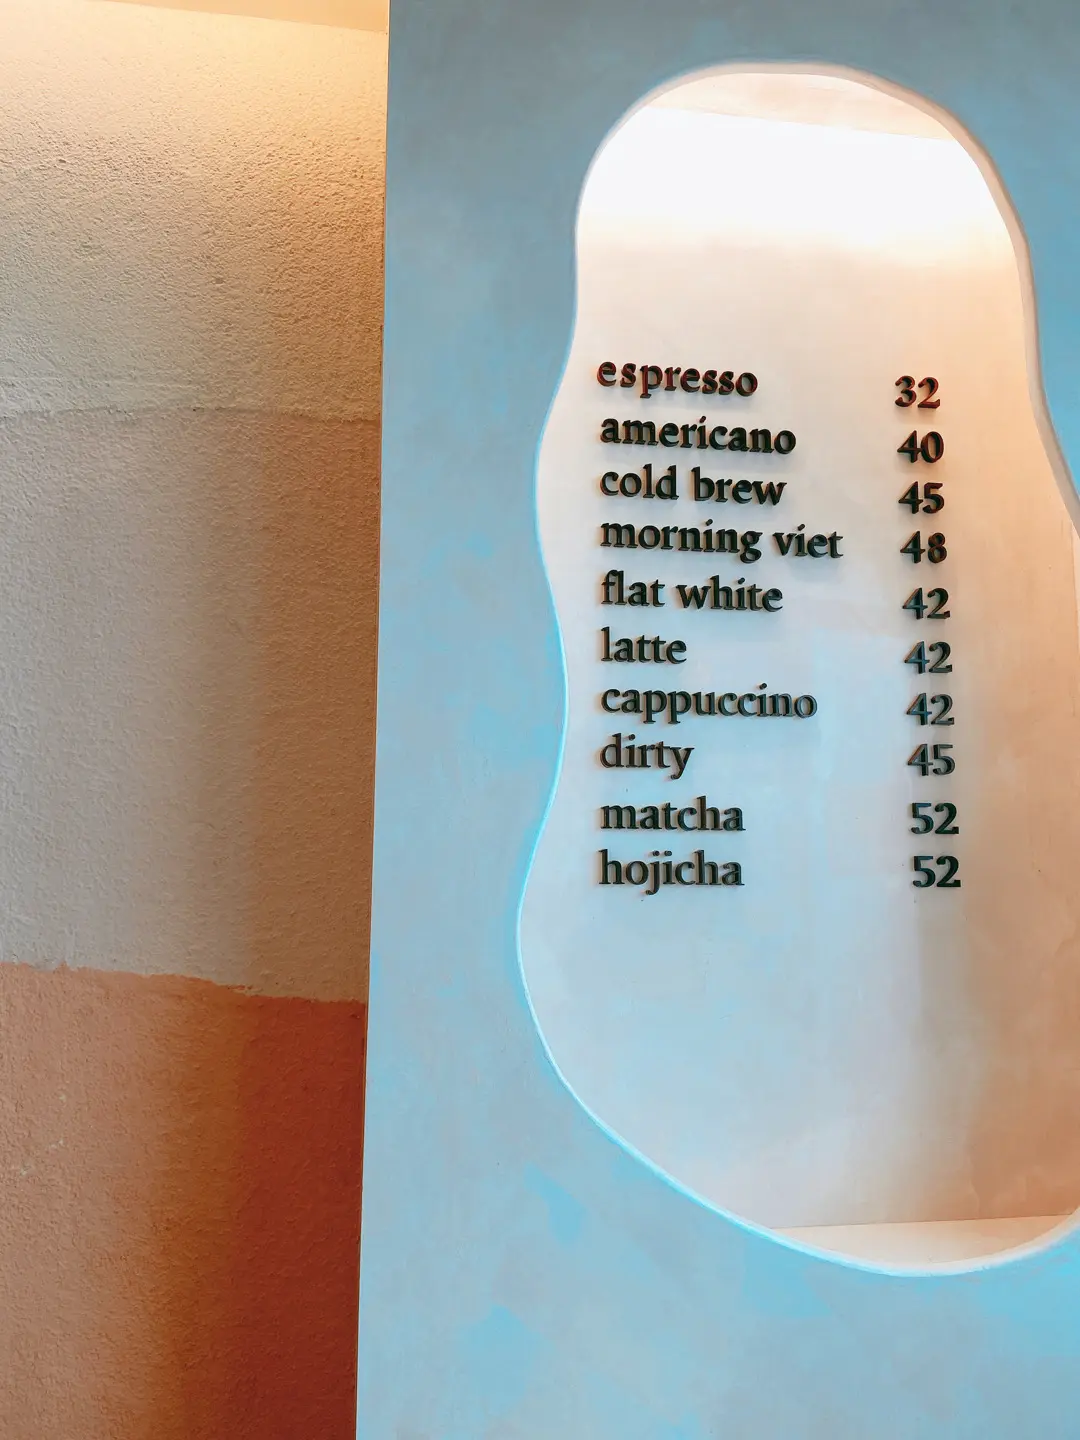 espresso 32
americano 40
cold brew 45
morning viet 48
flat white 42
latte 42
cappuccino 42
dirty 45
matcha 52
hojicha 52